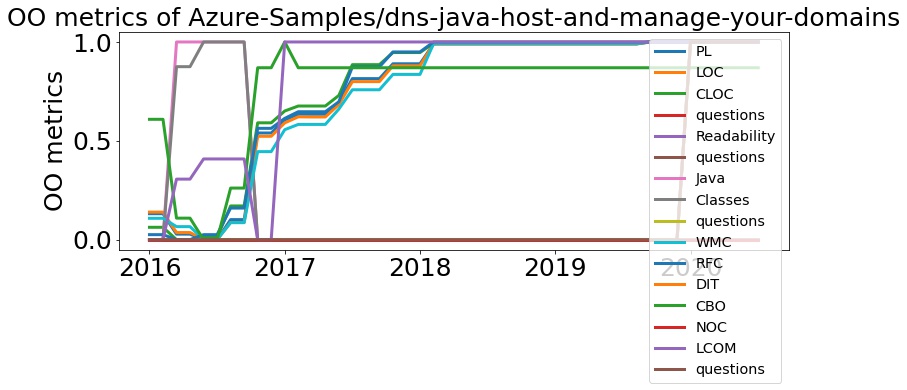 OO metrics of Azure-Samples/dns-java-host-and-manage-your-domains
OO metrics
1.0
0.5
0.0
2016
2017
2018
2019
2020
PL
LOC
CLOC
questions
Readability
questions
Java
Classes
questions
WMC
RFC
DIT
CBO
NOC
LCOM
questions